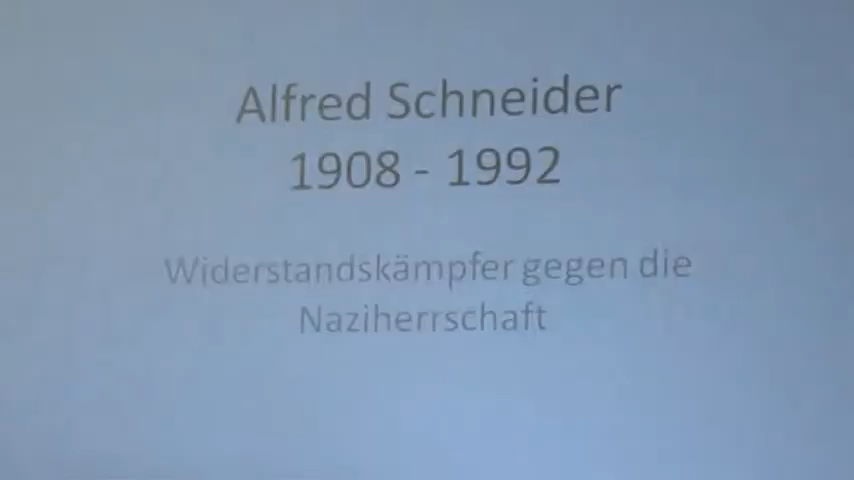 Alfred Schneider
1908 - 1992
Widerstandskämpfer gegen die
Naziherrschaft